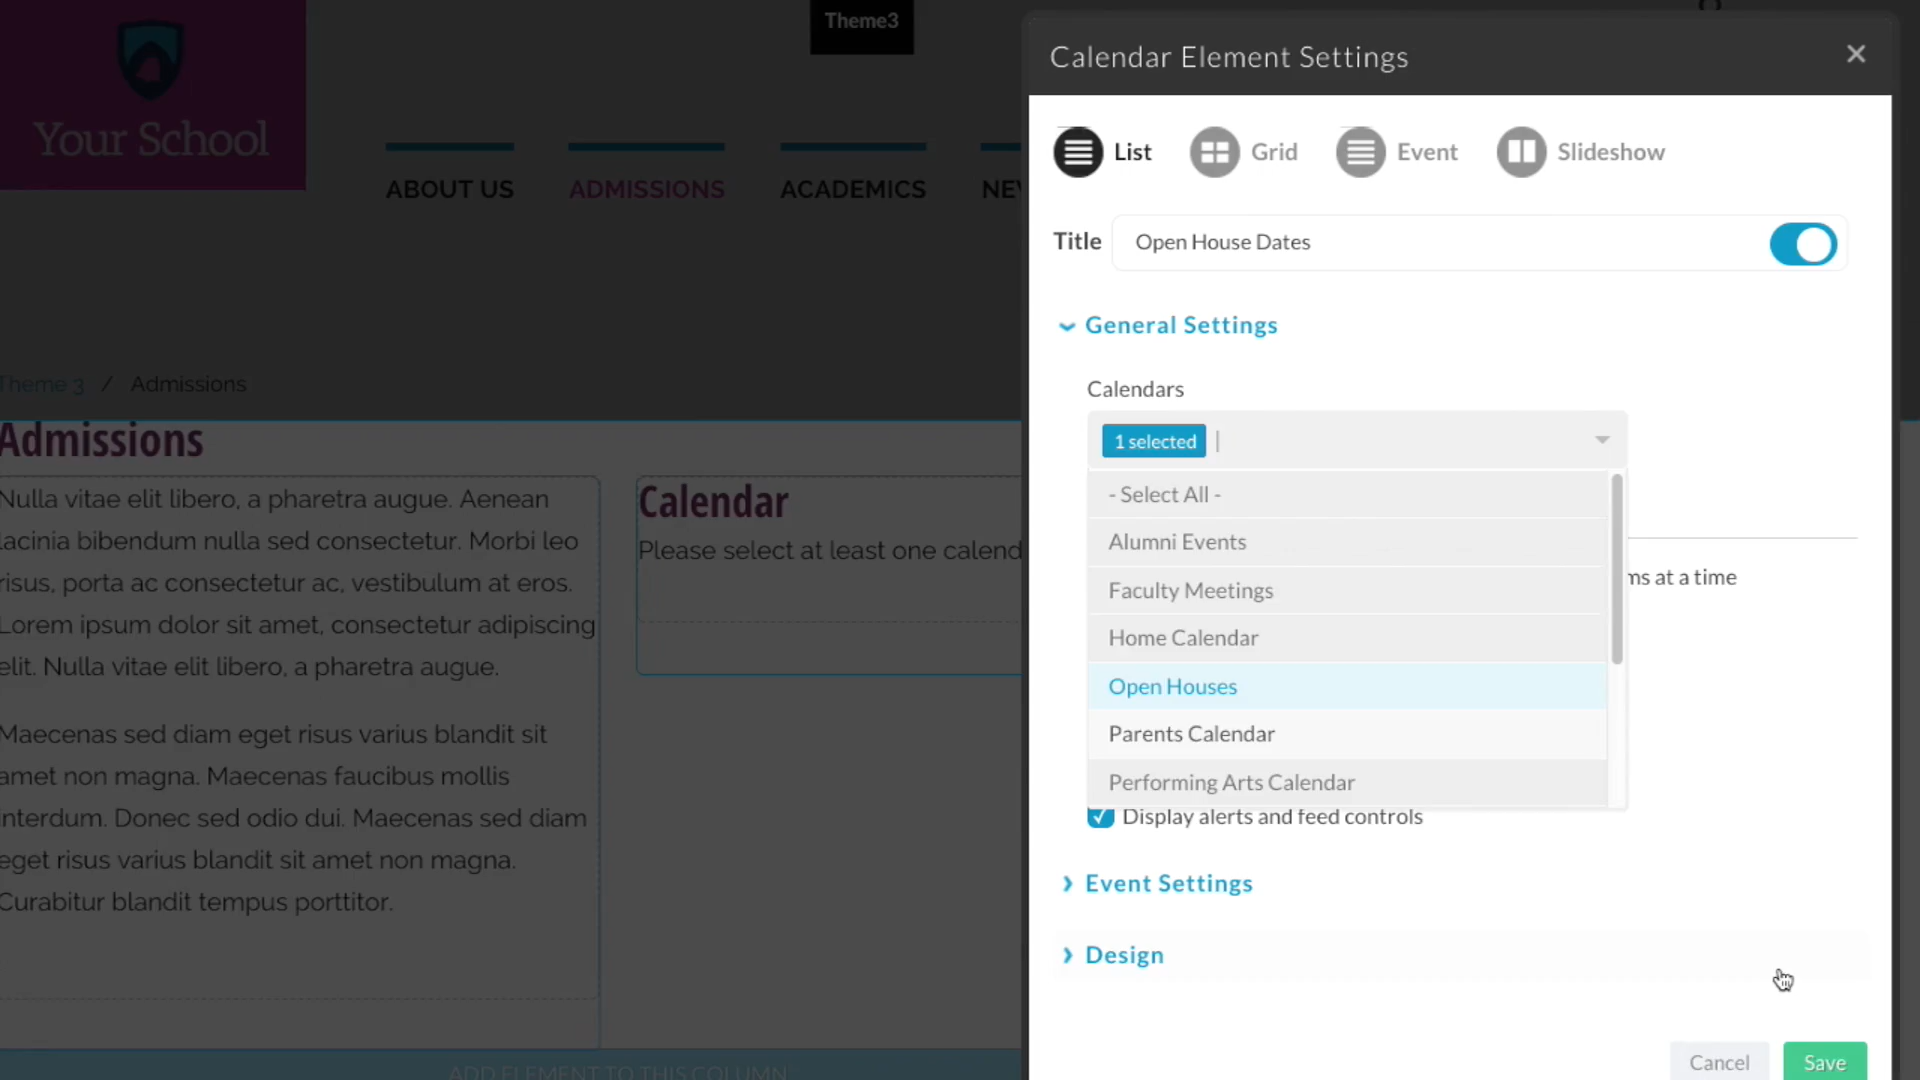 Theme3
Your School
ABOUT US
ADMISSIONS
ACADEMICS
Theme 3 / Admissions
Admissions
Nulla vitae elit libero, a pharetra augue. Aenean
lacinia bibendum nulla sed consectetur. Morbi leo
risus, porta ac consectetur ac, vestibulum at eros.
Lorem ipsum dolor sit amet, consectetur adipiscing
elit. Nulla vitae elit libero, a pharetra augue.
Maecenas sed diam eget risus varius blandit sit
amet non magna. Maecenas faucibus mollis
interdum. Donec sed odio dui. Maecenas sed diam
eget risus varius blandit sit amet non magna.
Curabitur blandit tempus porttitor.
Calendar
Please select at least one calend
ADD ELEMENT TO THIS COLUMN
Calendar Element Settings
List
Grid
Event
Slideshow
Title
Open House Dates
General Settings
Calendars
1 selected
- Select All -
Alumni Events
Faculty Meetings
Home Calendar
Open Houses
Parents Calendar
Performing Arts Calendar
ms at a time
Display alerts and feed controls
Event Settings
Design
Cancel
Save